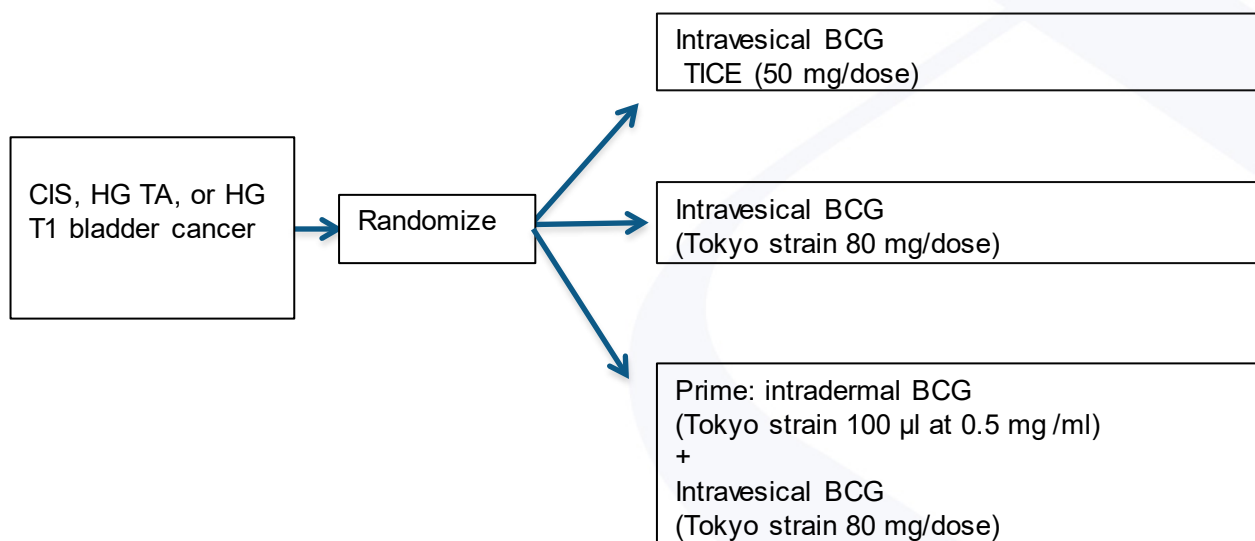 CIS, HG TA, or HG
T1 bladder cancer
Randomize
Intravesical BCG
TICE (50 mg/dose)
Intravesical BCG
(Tokyo strain 80 mg/dose)
Prime: intradermal BCG
(Tokyo strain 100 µl at 0.5 mg /ml)
+
Intravesical BCG
(Tokyo strain 80 mg/dose)